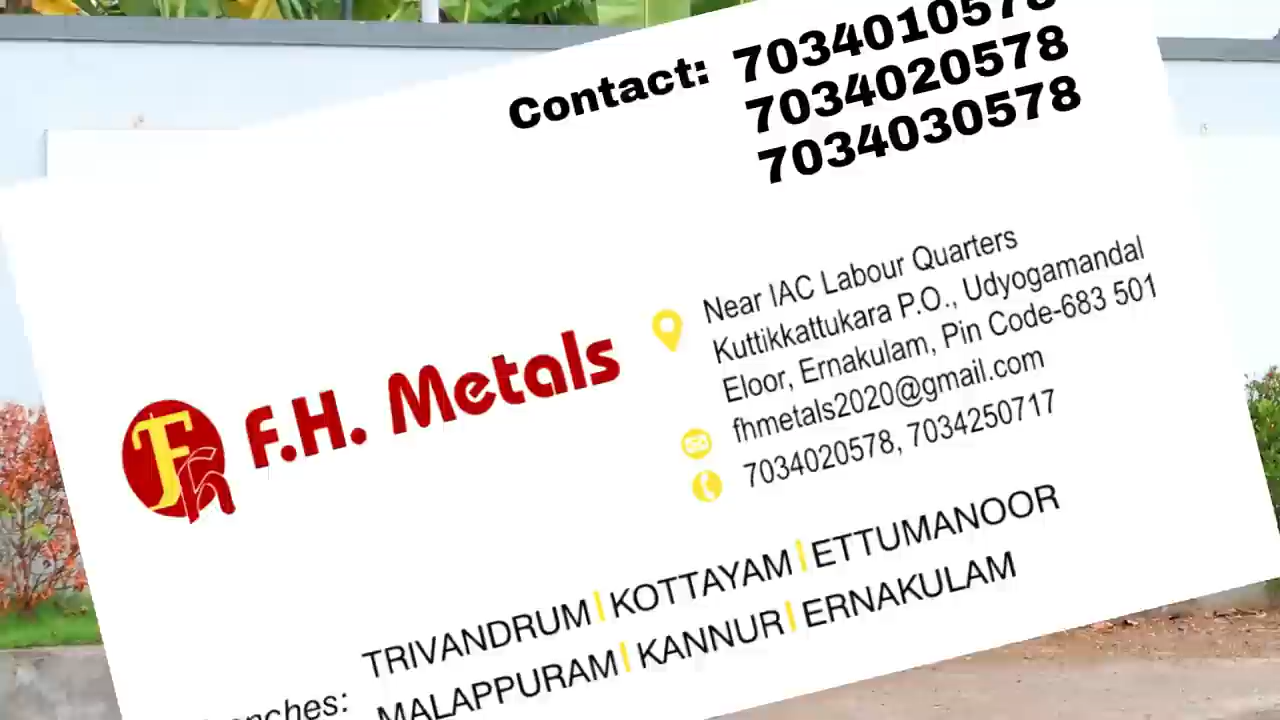 Contact: 7034010578
7034020578
7034030578
Near IAC Labour Quarters
Kuttikkattukara P.O., Udyogamandal
Eloor, Ernakulam, Pin Code-683 501
fhmetals2020@gmail.com
7034020578, 7034250717
Fh F.H. Metals
TRIVANDRUM | KOTTAYAM | ETTUMANOOR
MALAPPURAM | KANNUR | ERNAKULAM